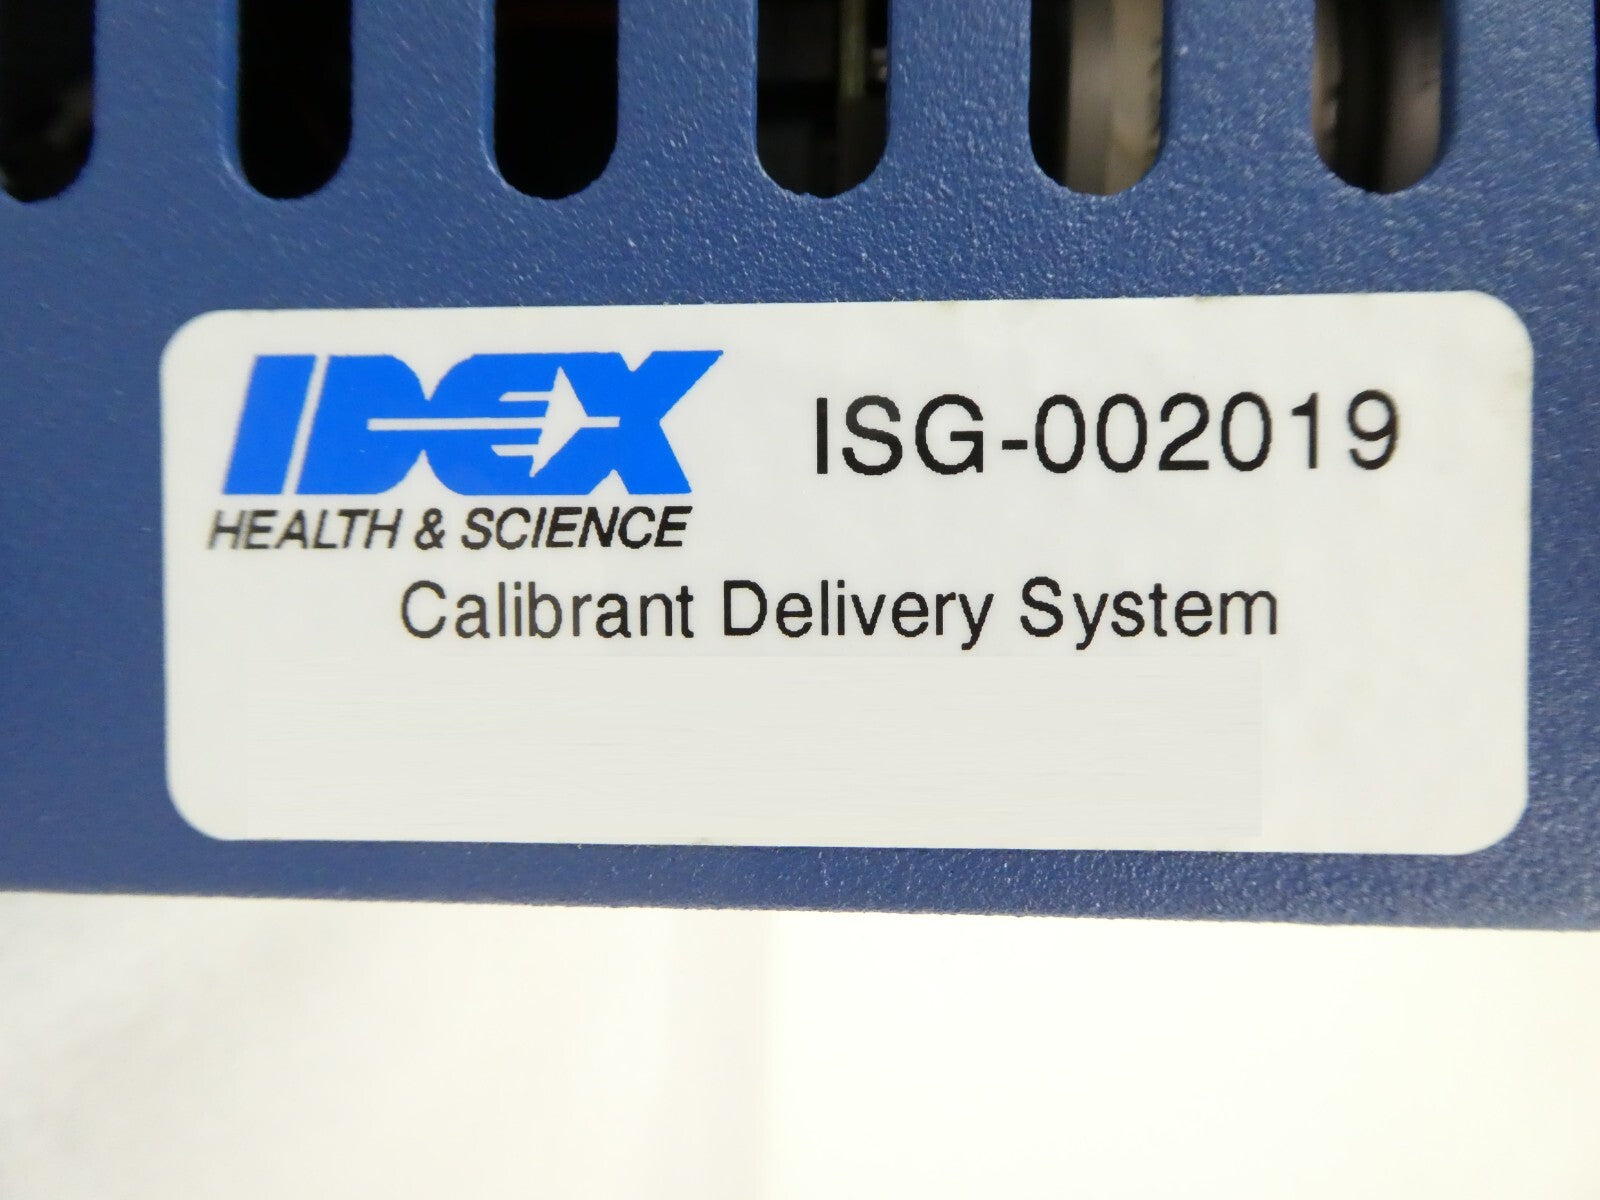 IDEX ISG-002019
HEALTH & SCIENCE
Calibrant Delivery System